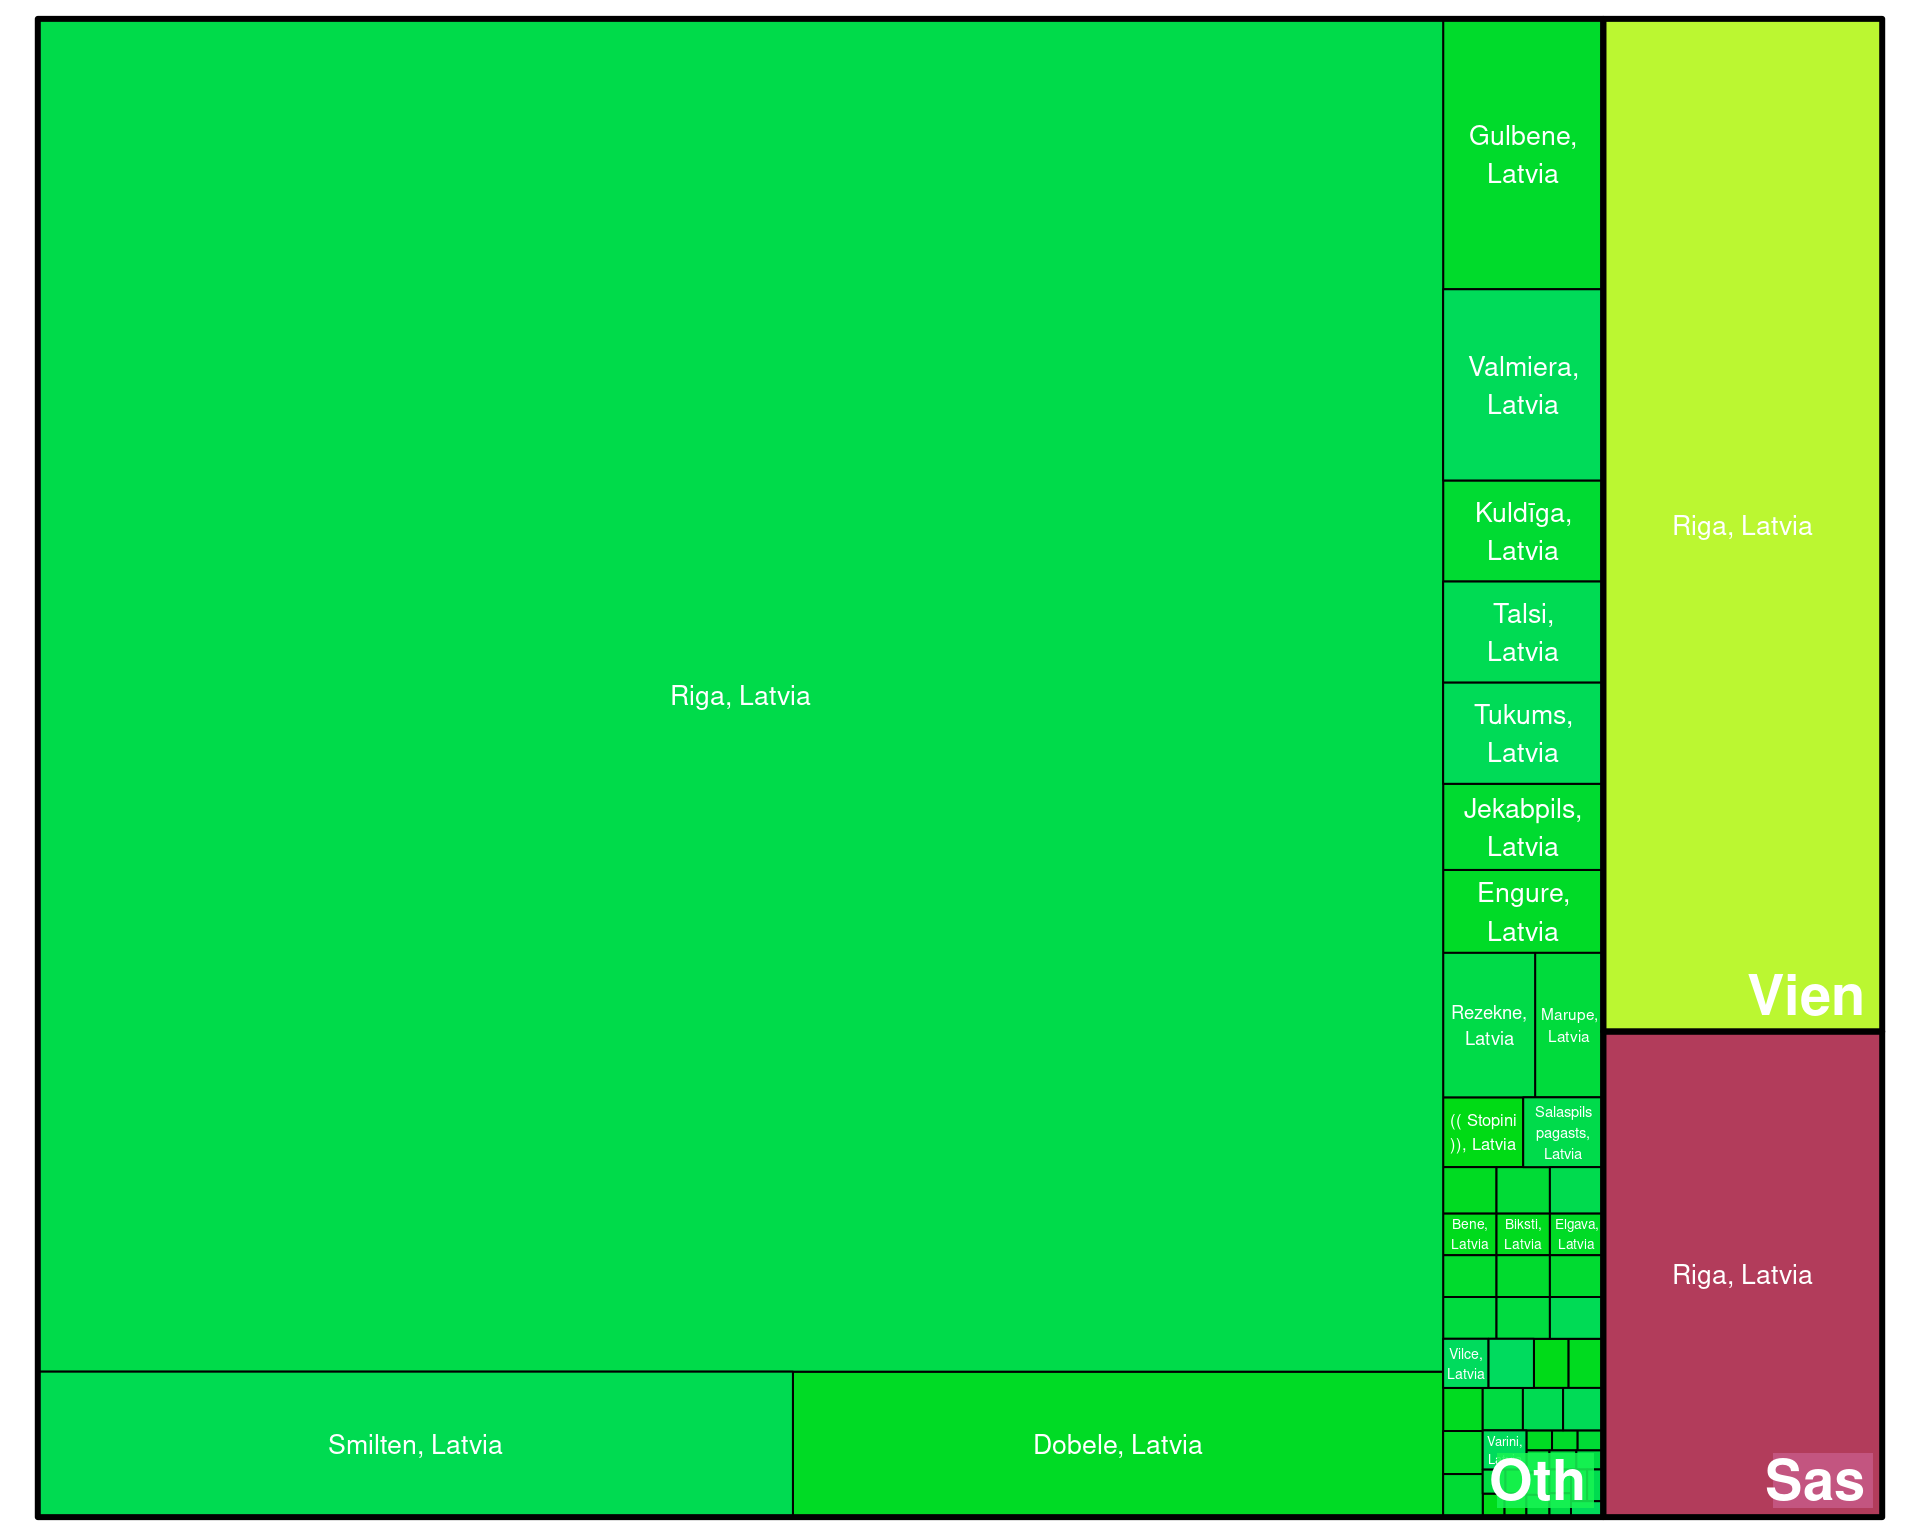 Riga, Latvia
Smilten, Latvia
Dobele, Latvia
Gulbene,
Latvia
Valmiera,
Latvia
Kuldīga,
Latvia
Talsi,
Latvia
Tukums,
Latvia
Jekabpils,
Latvia
Engure,
Latvia
Rezekne,
Latvia
Marupe,
Latvia
(( Stopini
)), Latvia
Salaspils
pagasts,
Latvia
Bene,
Latvia
Biksti,
Latvia
Elgava,
Latvia
Vilce,
Latvia
Varini,
Oth
Riga, Latvia
Vien
Riga, Latvia
Sas